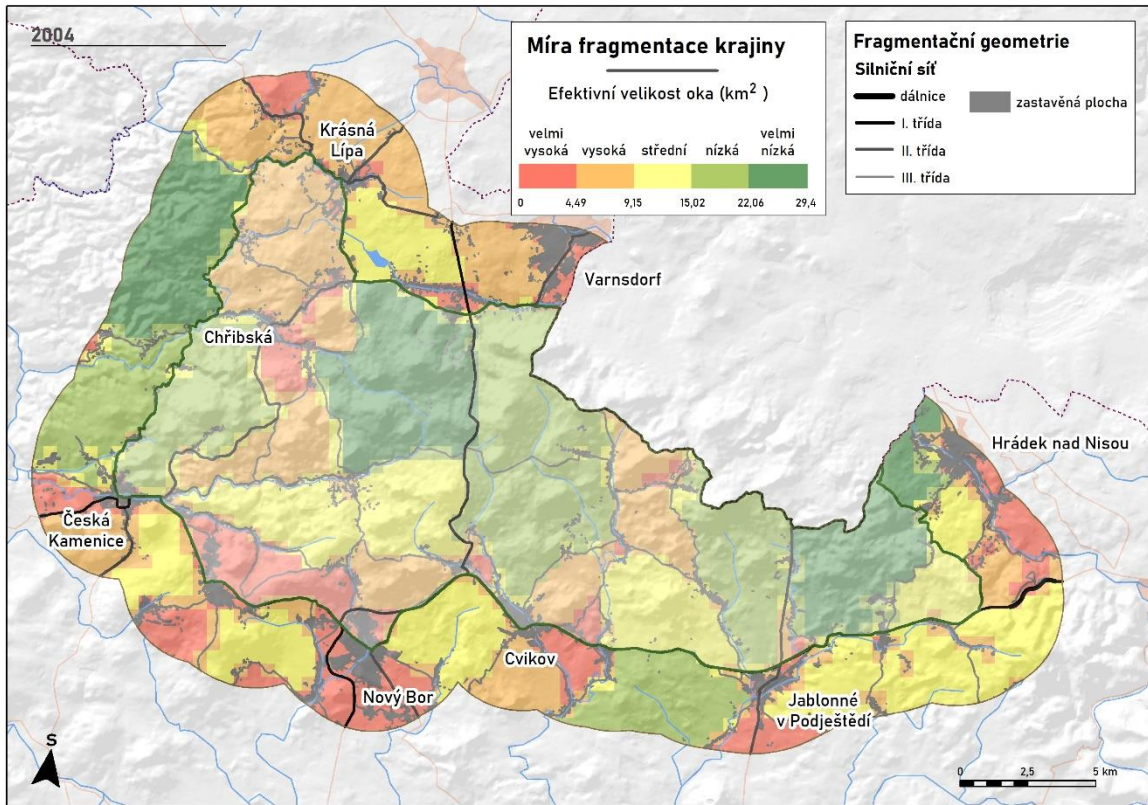 2004
Míra fragmentace krajiny
Efektivní velikost oka (km² )
velmi vysoká
vysoká
střední
nízká
velmi nízká
0 4,49 9,15 15,02 22,06 29,4
Fragmentační geometrie
Silniční síť
dálnice
I. třída
II. třída
III. třída
zastavěná plocha
Krásná
Lípa
Varnsdorf
Chřibská
Hrádek nad Nisou
Česká
Kamenice
Cvikov
Nový Bor
Jablonné
v Podještědí
S
0 2,5 5 km